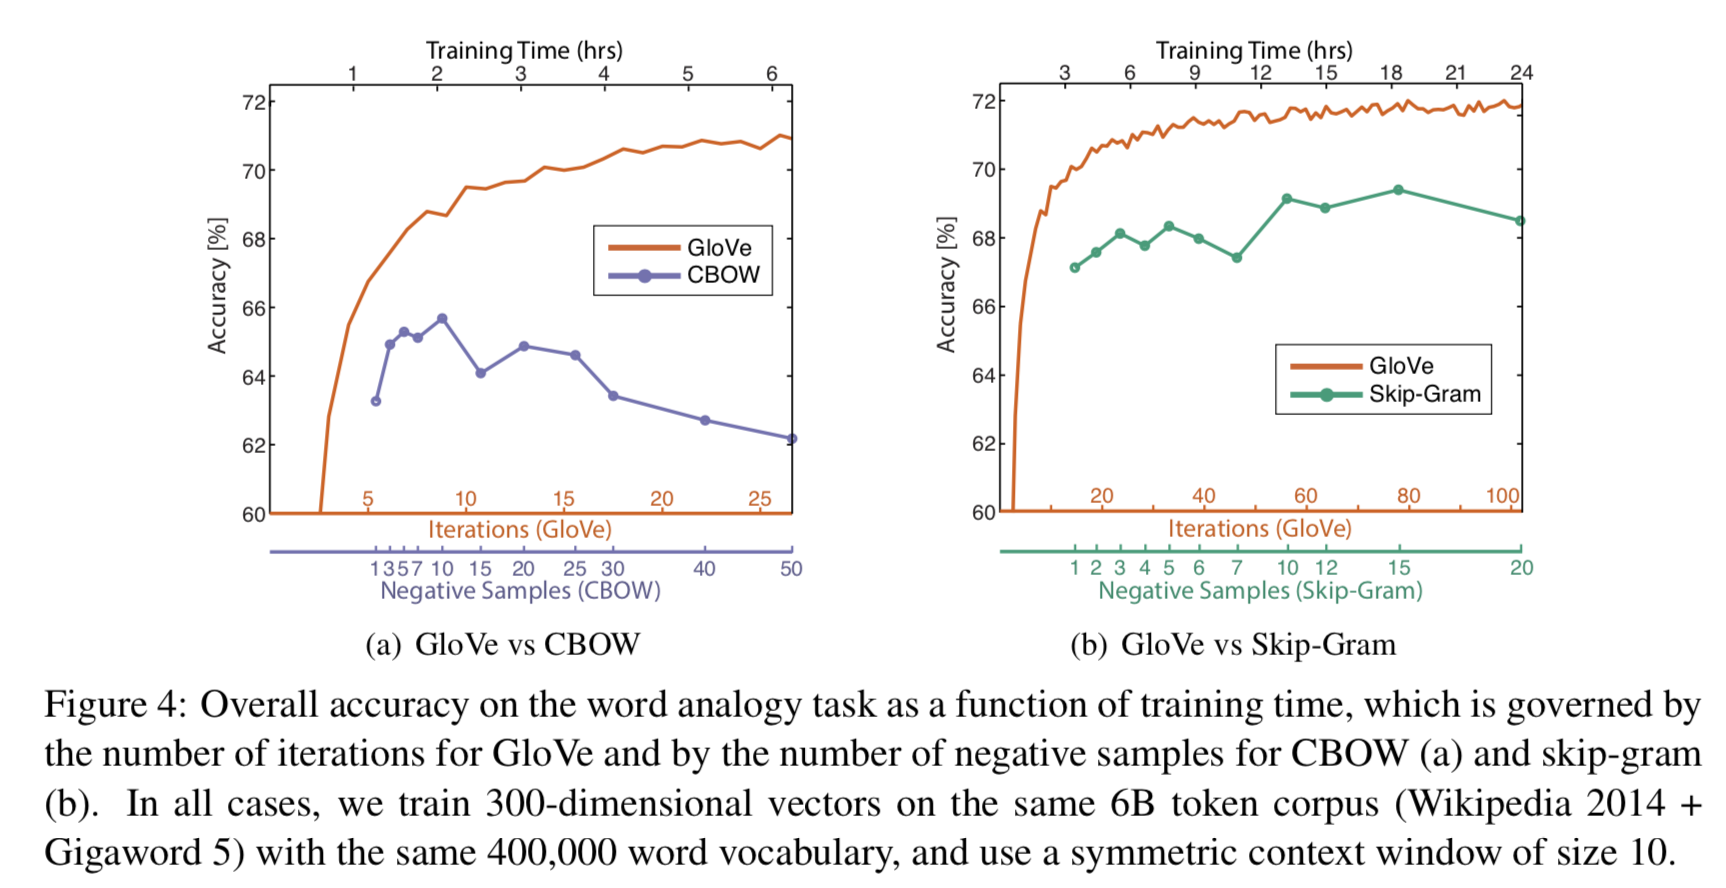 Training Time (hrs)
1 2 3 4 5 6
72
70
68
66
64
62
60
Accuracy [%]
GloVe
CBOW
5 10 15 20 25
Iterations (GloVe)
1 3 5 7 10 15 20 25 30 40 50
Negative Samples (CBOW)
(a) GloVe vs CBOW
Training Time (hrs)
3 6 9 12 15 18 21 24
72
70
68
66
64
62
60
Accuracy [%]
GloVe
Skip-Gram
20 40 60 80 100
Iterations (GloVe)
1 2 3 4 5 6 7 10 12 15 20
Negative Samples (Skip-Gram)
(b) GloVe vs Skip-Gram
Figure 4: Overall accuracy on the word analogy task as a function of training time, which is governed by
the number of iterations for GloVe and by the number of negative samples for CBOW (a) and skip-gram
(b). In all cases, we train 300-dimensional vectors on the same 6B token corpus (Wikipedia 2014 +
Gigaword 5) with the same 400,000 word vocabulary, and use a symmetric context window of size 10.